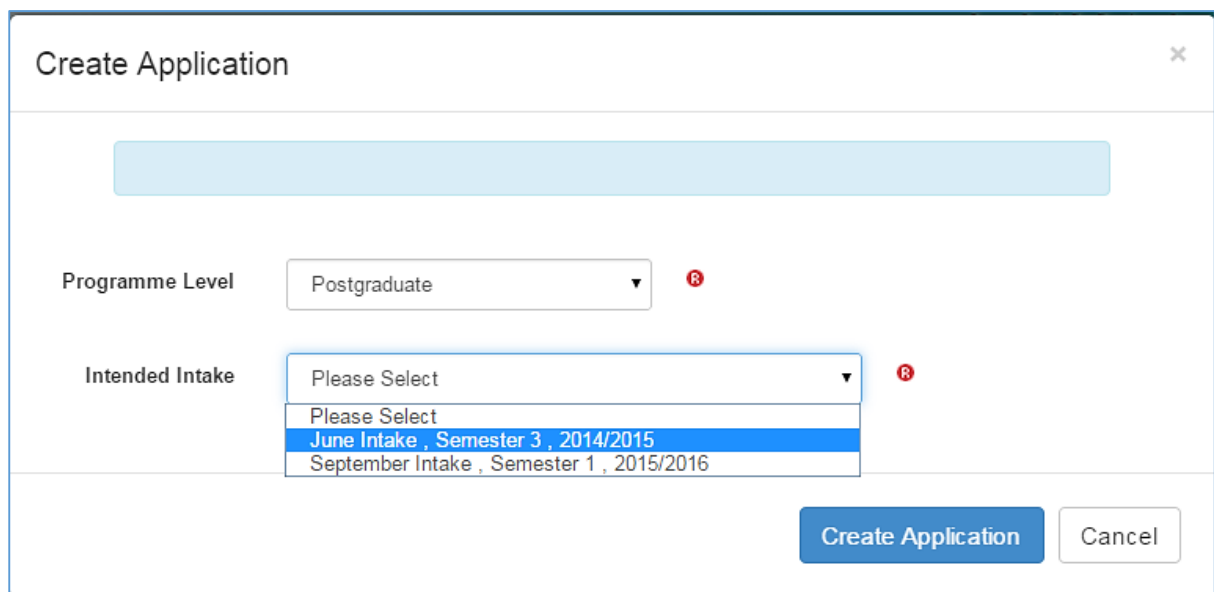 Create Application ×
Programme Level Postgraduate ▼ R
Intended Intake Please Select ▼ R
Please Select
June Intake , Semester 3 , 2014/2015
September Intake , Semester 1 , 2015/2016
Create Application Cancel